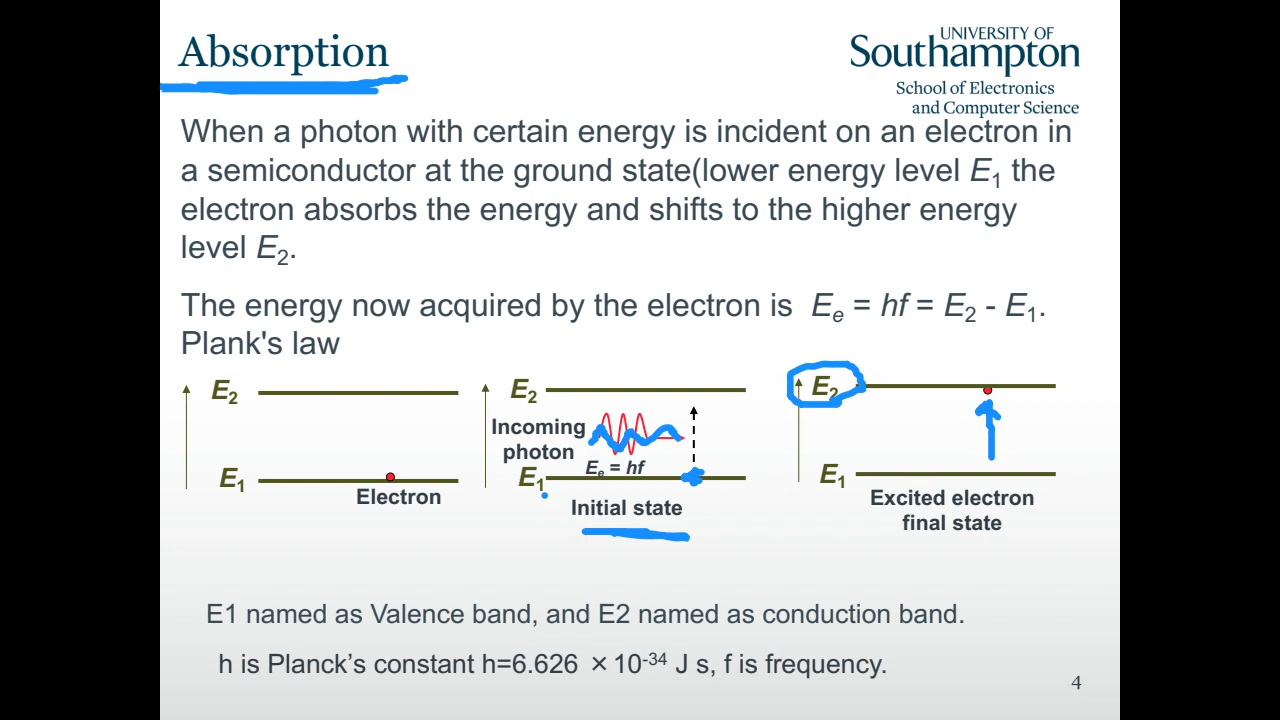 Absorption
UNIVERSITY OF
Southampton
School of Electronics
and Computer Science
When a photon with certain energy is incident on an electron in
a semiconductor at the ground state(lower energy level E₁ the
electron absorbs the energy and shifts to the higher energy
level E₂.
The energy now acquired by the electron is Eₑ = hf = E₂ - E₁.
Plank's law
E₂
E₁
Electron
E₂
Incoming
photon
Eₑ = hf
E₁
Initial state
E₂
E₁
Excited electron
final state
E1 named as Valence band, and E2 named as conduction band.
h is Planck’s constant h=6.626 ×10⁻³⁴ J s, f is frequency.
4